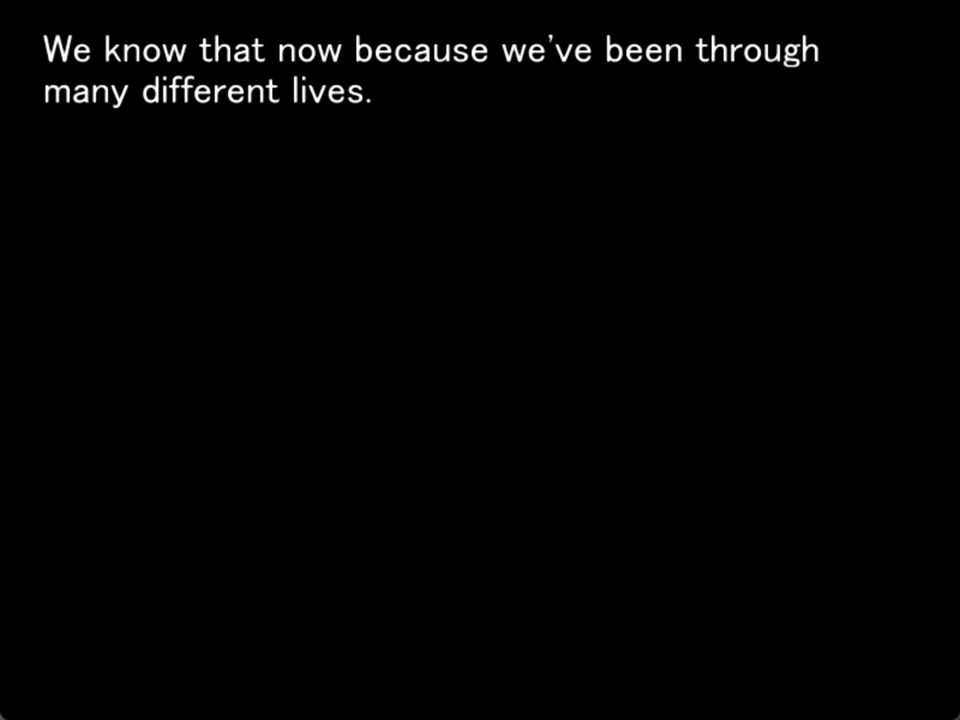 We know that now because we’ve been through
many different lives.